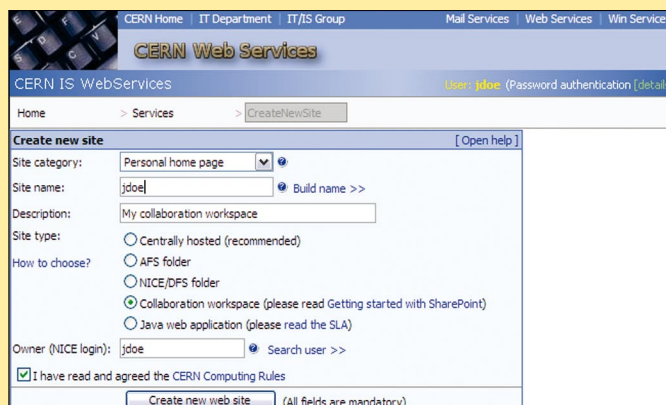 CERN Home | IT Department | IT/IS Group Mail Services | Web Services | Win Service
CERN Web Services
CERN IS WebServices User: jdoe (Password authentication [details
Home > Services > CreateNewSite
Create new site [ Open help ]
Site category: Personal home page
Site name: jdoe Build name >>
Description: My collaboration workspace
Site type: Centrally hosted (recommended)
How to choose? AFS folder
NICE/DFS folder
Collaboration workspace (please read Getting started with SharePoint)
Java web application (please read the SLA)
Owner (NICE login): jdoe Search user >>
I have read and agreed the CERN Computing Rules
Create new web site (All fields are mandatory)